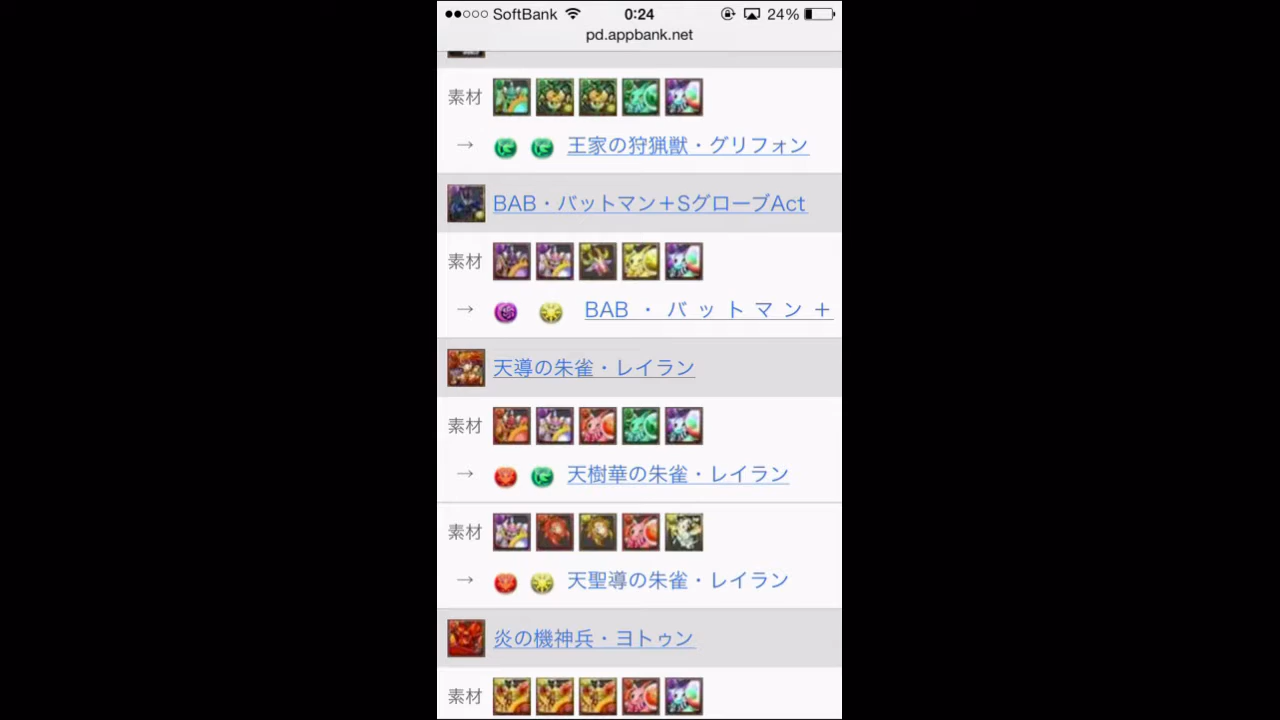 SoftBank 0:24 24%
pd.appbank.net
素材
→ 王家の狩猟獣・グリフォン
BAB・バットマン＋SグローブAct
素材
→ BAB・バットマン＋
天導の朱雀・レイラン
素材
→ 天樹華の朱雀・レイラン
素材
→ 天聖導の朱雀・レイラン
炎の機神兵・ヨトゥン
素材